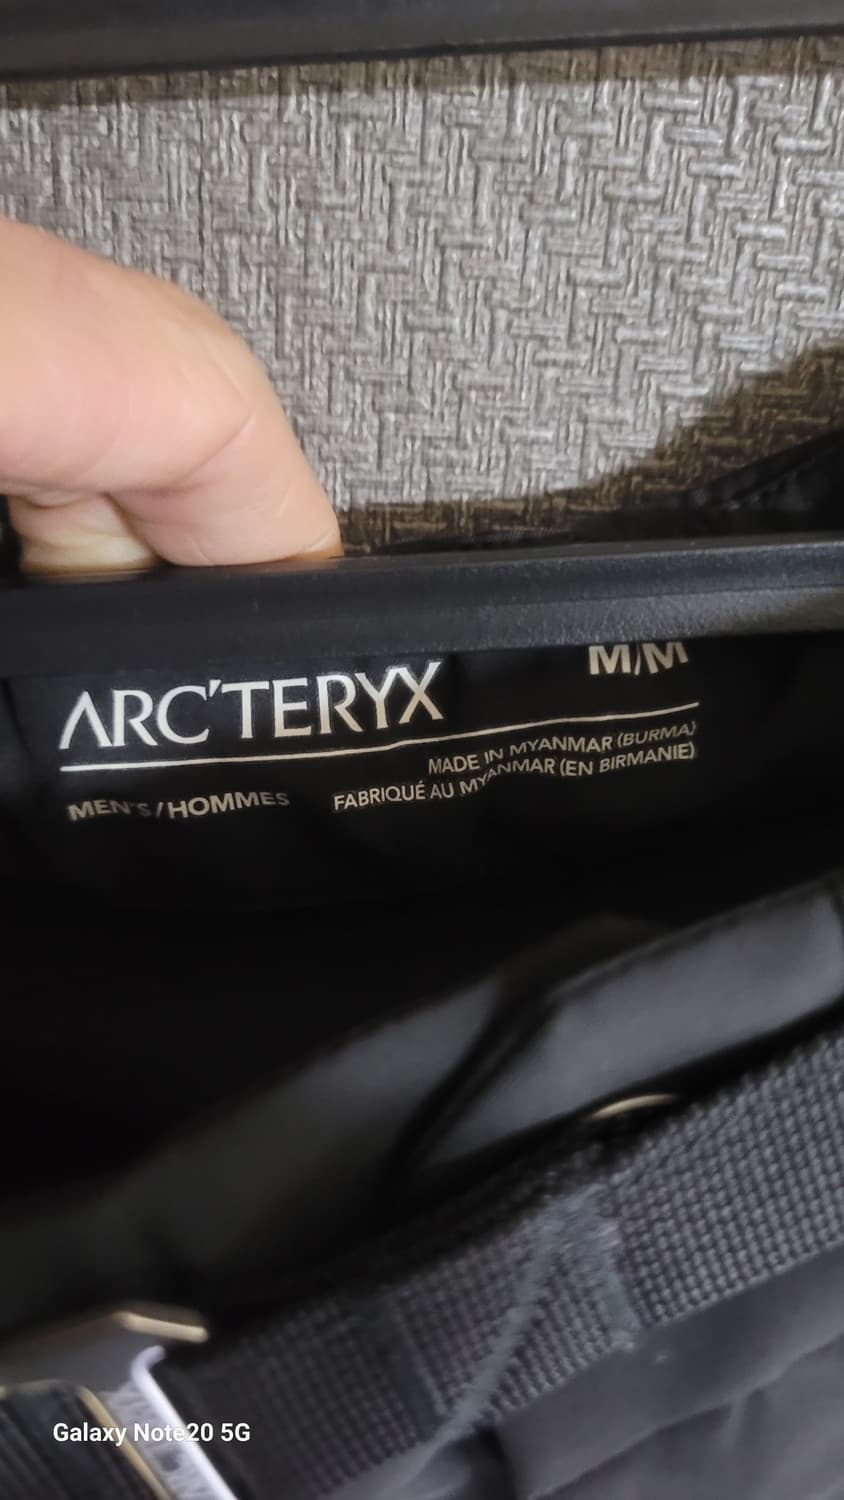 ARC'TERYX
M/M
MADE IN MYANMAR (BURMA)
MEN'S/HOMMES
FABRIQUÉ AU MYANMAR (EN BIRMANIE)
Galaxy Note20 5G